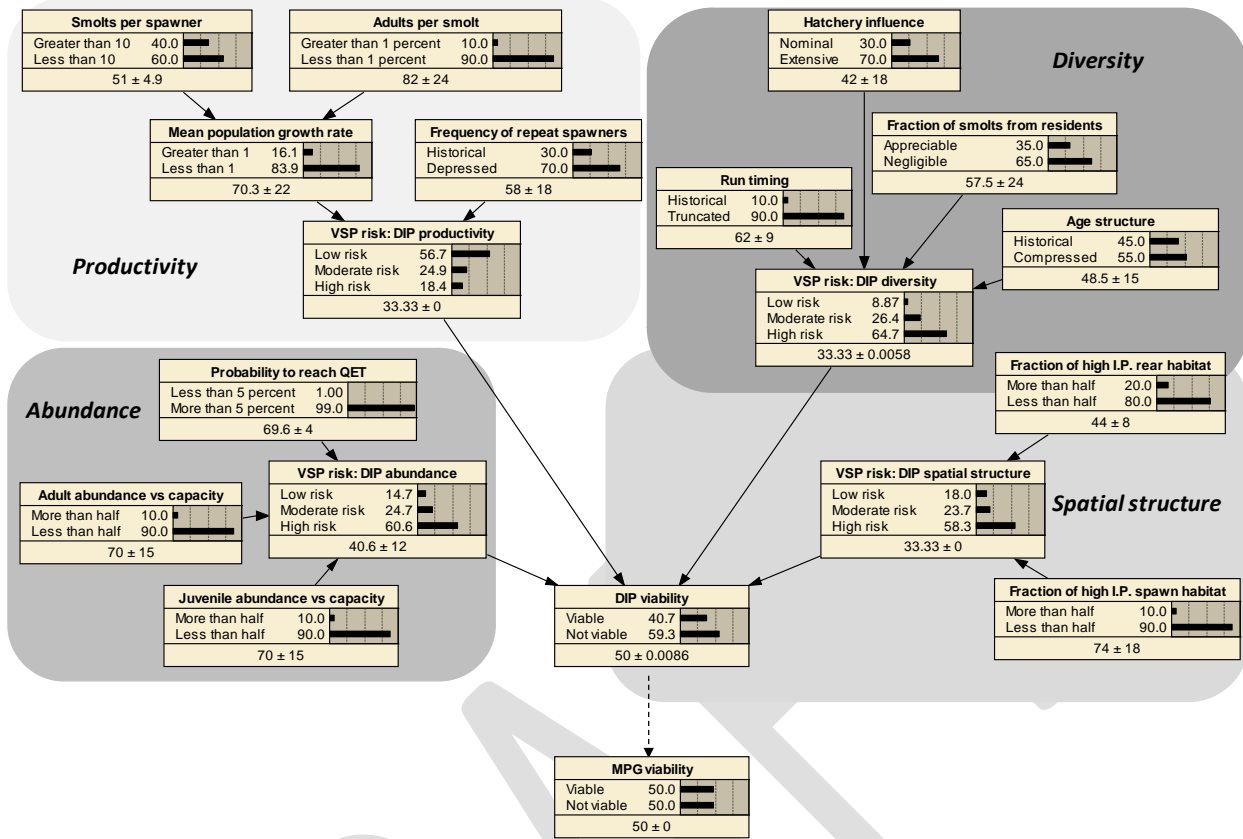 Smolts per spawner
Greater than 10 40.0
Less than 10 60.0
51 ± 4.9
Adults per smolt
Greater than 1 percent 10.0
Less than 1 percent 90.0
82 ± 24
Mean population growth rate
Greater than 1 16.1
Less than 1 83.9
70.3 ± 22
Frequency of repeat spawners
Historical 30.0
Depressed 70.0
58 ± 18
VSP risk: DIP productivity
Low risk 56.7
Moderate risk 24.9
High risk 18.4
33.33 ± 0
Productivity
Hatchery influence
Nominal 30.0
Extensive 70.0
42 ± 18
Diversity
Fraction of smolts from residents
Appreciable 35.0
Negligible 65.0
57.5 ± 24
Run timing
Historical 10.0
Truncated 90.0
62 ± 9
Age structure
Historical 45.0
Compressed 55.0
48.5 ± 15
VSP risk: DIP diversity
Low risk 8.87
Moderate risk 26.4
High risk 64.7
33.33 ± 0.0058
Abundance
Probability to reach QET
Less than 5 percent 1.00
More than 5 percent 99.0
69.6 ± 4
Adult abundance vs capacity
More than half 10.0
Less than half 90.0
70 ± 15
VSP risk: DIP abundance
Low risk 14.7
Moderate risk 24.7
High risk 60.6
40.6 ± 12
Juvenile abundance vs capacity
More than half 10.0
Less than half 90.0
70 ± 15
Fraction of high I.P. rear habitat
More than half 20.0
Less than half 80.0
44 ± 8
VSP risk: DIP spatial structure
Low risk 18.0
Moderate risk 23.7
High risk 58.3
33.33 ± 0
Spatial structure
Fraction of high I.P. spawn habitat
More than half 10.0
Less than half 90.0
74 ± 18
DIP viability
Viable 40.7
Not viable 59.3
50 ± 0.0086
MPG viability
Viable 50.0
Not viable 50.0
50 ± 0